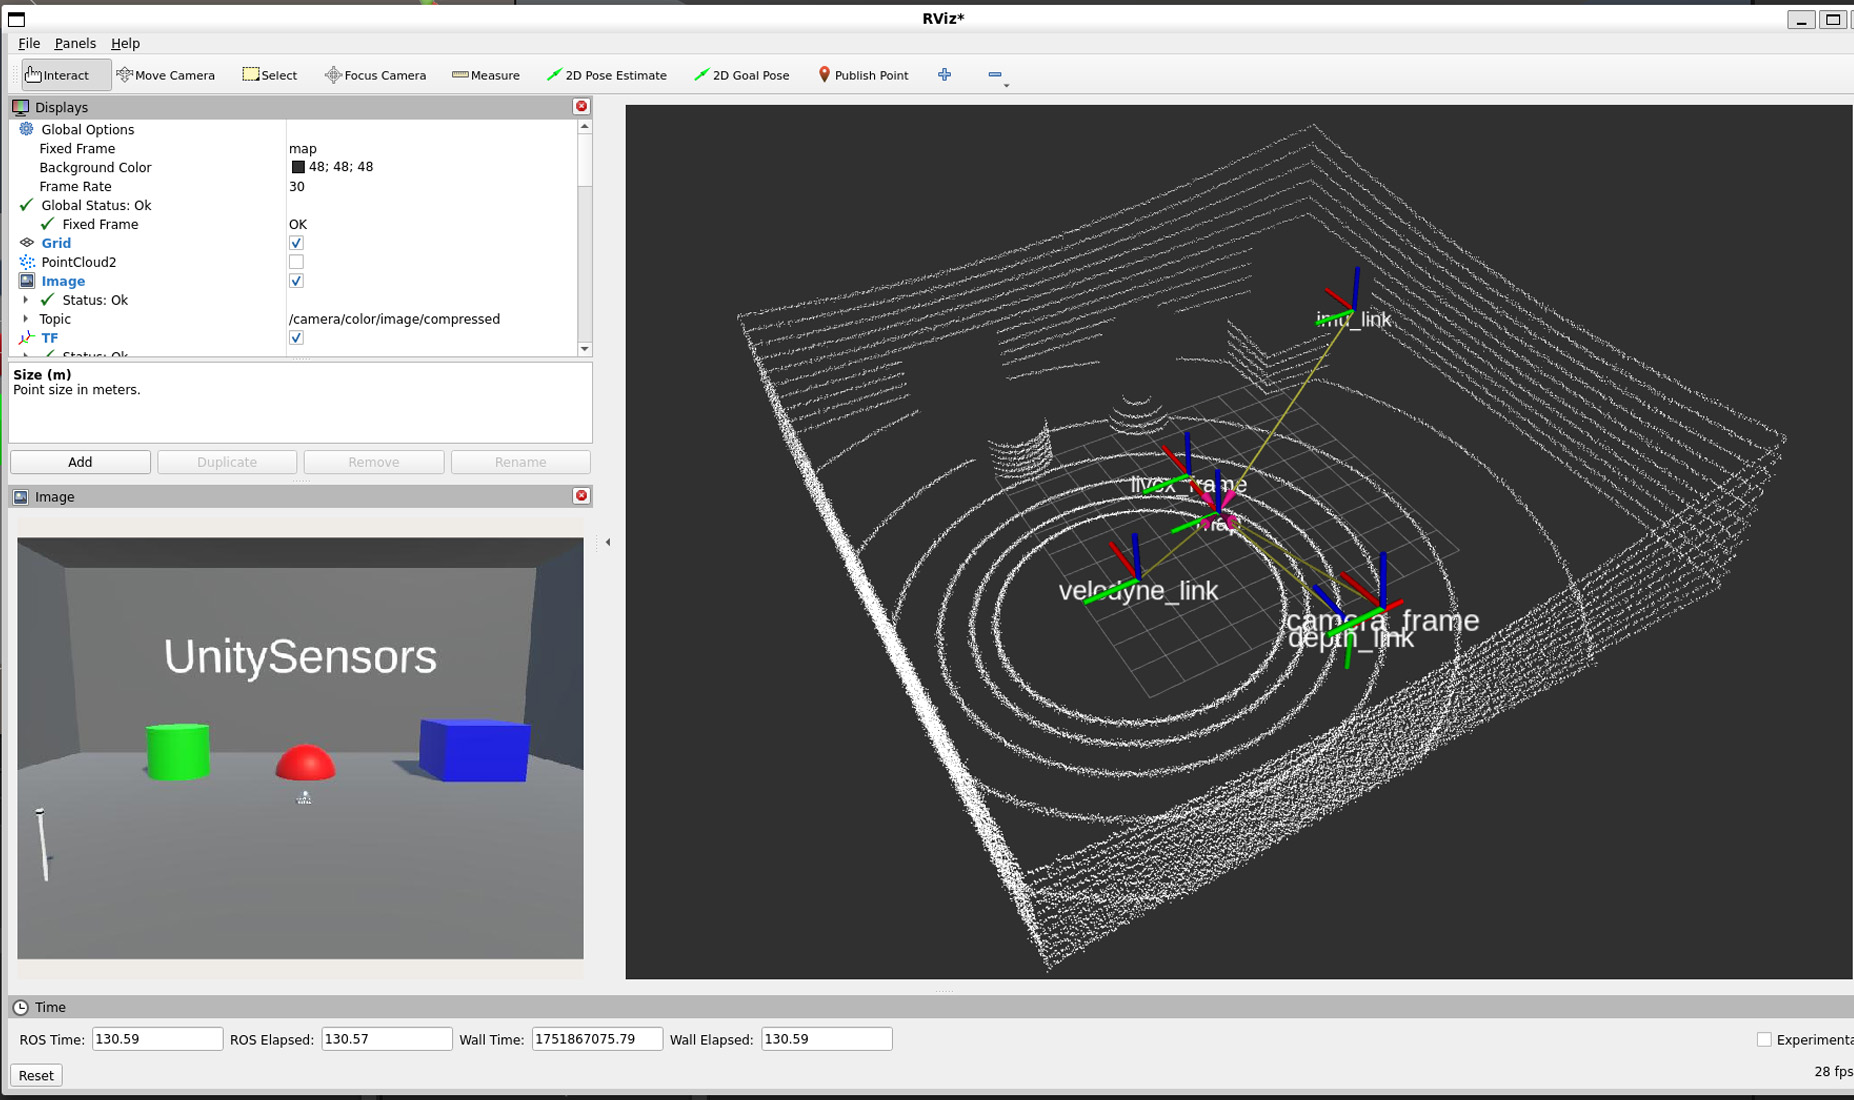 RViz*
File Panels Help
Interact Move Camera Select Focus Camera Measure 2D Pose Estimate 2D Goal Pose Publish Point
Displays
Global Options
Fixed Frame map
Background Color 48; 48; 48
Frame Rate 30
Global Status: Ok
Fixed Frame OK
Grid
PointCloud2
Image
Status: Ok
Topic /camera/color/image/compressed
TF
Status: Ok
Size (m)
Point size in meters.
Add Duplicate Remove Rename
Image
UnitySensors
imu_link
livox_frame
map
velodyne_link
camera_frame
depth_link
Time
ROS Time: 130.59 ROS Elapsed: 130.57 Wall Time: 1751867075.79 Wall Elapsed: 130.59 Experimenta
Reset
28 fps